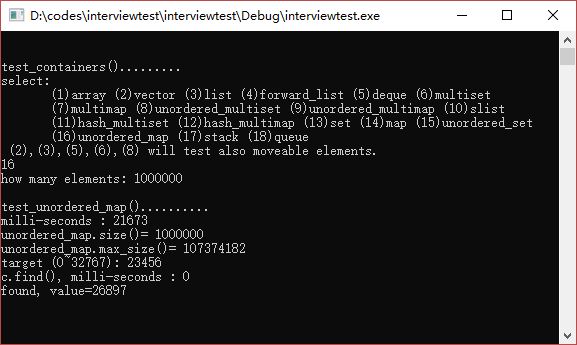 D:\codes\interviewtest\interviewtest\Debug\interviewtest.exe
test_containers().........
select:
(1)array (2)vector (3)list (4)forward_list (5)deque (6)multiset
(7)multimap (8)unordered_multiset (9)unordered_multimap (10)slist
(11)hash_multiset (12)hash_multimap (13)set (14)map (15)unordered_set
(16)unordered_map (17)stack (18)queue
(2),(3),(5),(6),(8) will test also moveable elements.
16
how many elements: 1000000
test_unordered_map()..........
milli-seconds : 21673
unordered_map.size()= 1000000
unordered_map.max_size()= 107374182
target (0~32767): 23456
c.find(), milli-seconds : 0
found, value=26897